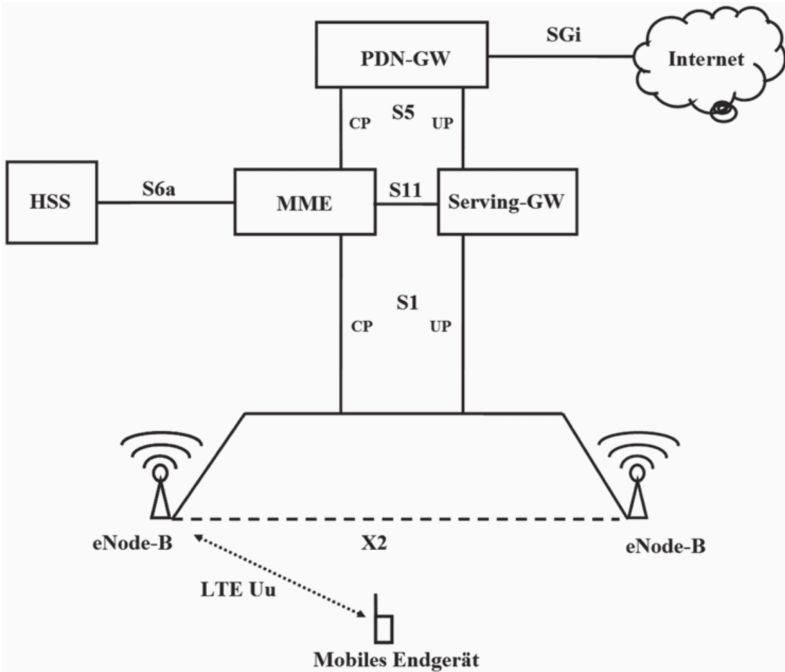 SGi
PDN-GW
Internet
S5
CP
UP
S6a
S11
HSS
MME
Serving-GW
S1
CP
UP
eNode-B
X2
eNode-B
LTE Uu
Mobiles Endgerät